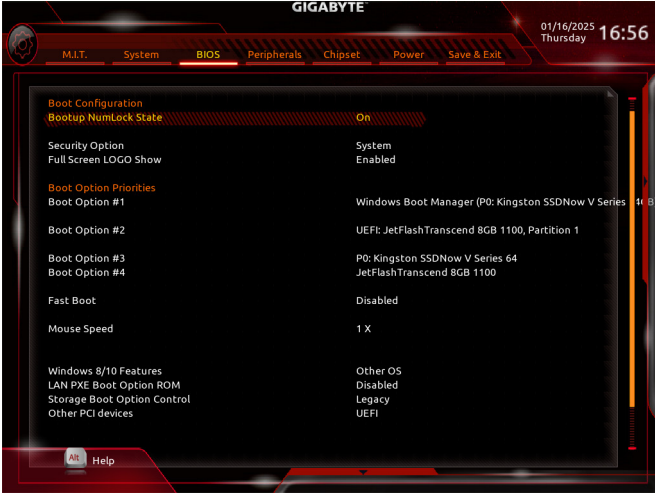 GIGABYTE™
01/16/2025 16:56
Thursday
M.I.T. System BIOS Peripherals Chipset Power Save & Exit
Boot Configuration
Bootup NumLock State On
Security Option System
Full Screen LOGO Show Enabled
Boot Option Priorities
Boot Option #1 Windows Boot Manager (P0: Kingston SSDNow V Series
Boot Option #2 UEFI: JetFlashTranscend 8GB 1100, Partition 1
Boot Option #3 P0: Kingston SSDNow V Series 64
Boot Option #4 JetFlashTranscend 8GB 1100
Fast Boot Disabled
Mouse Speed 1 X
Windows 8/10 Features Other OS
LAN PXE Boot Option ROM Disabled
Storage Boot Option Control Legacy
Other PCI devices UEFI
Alt Help